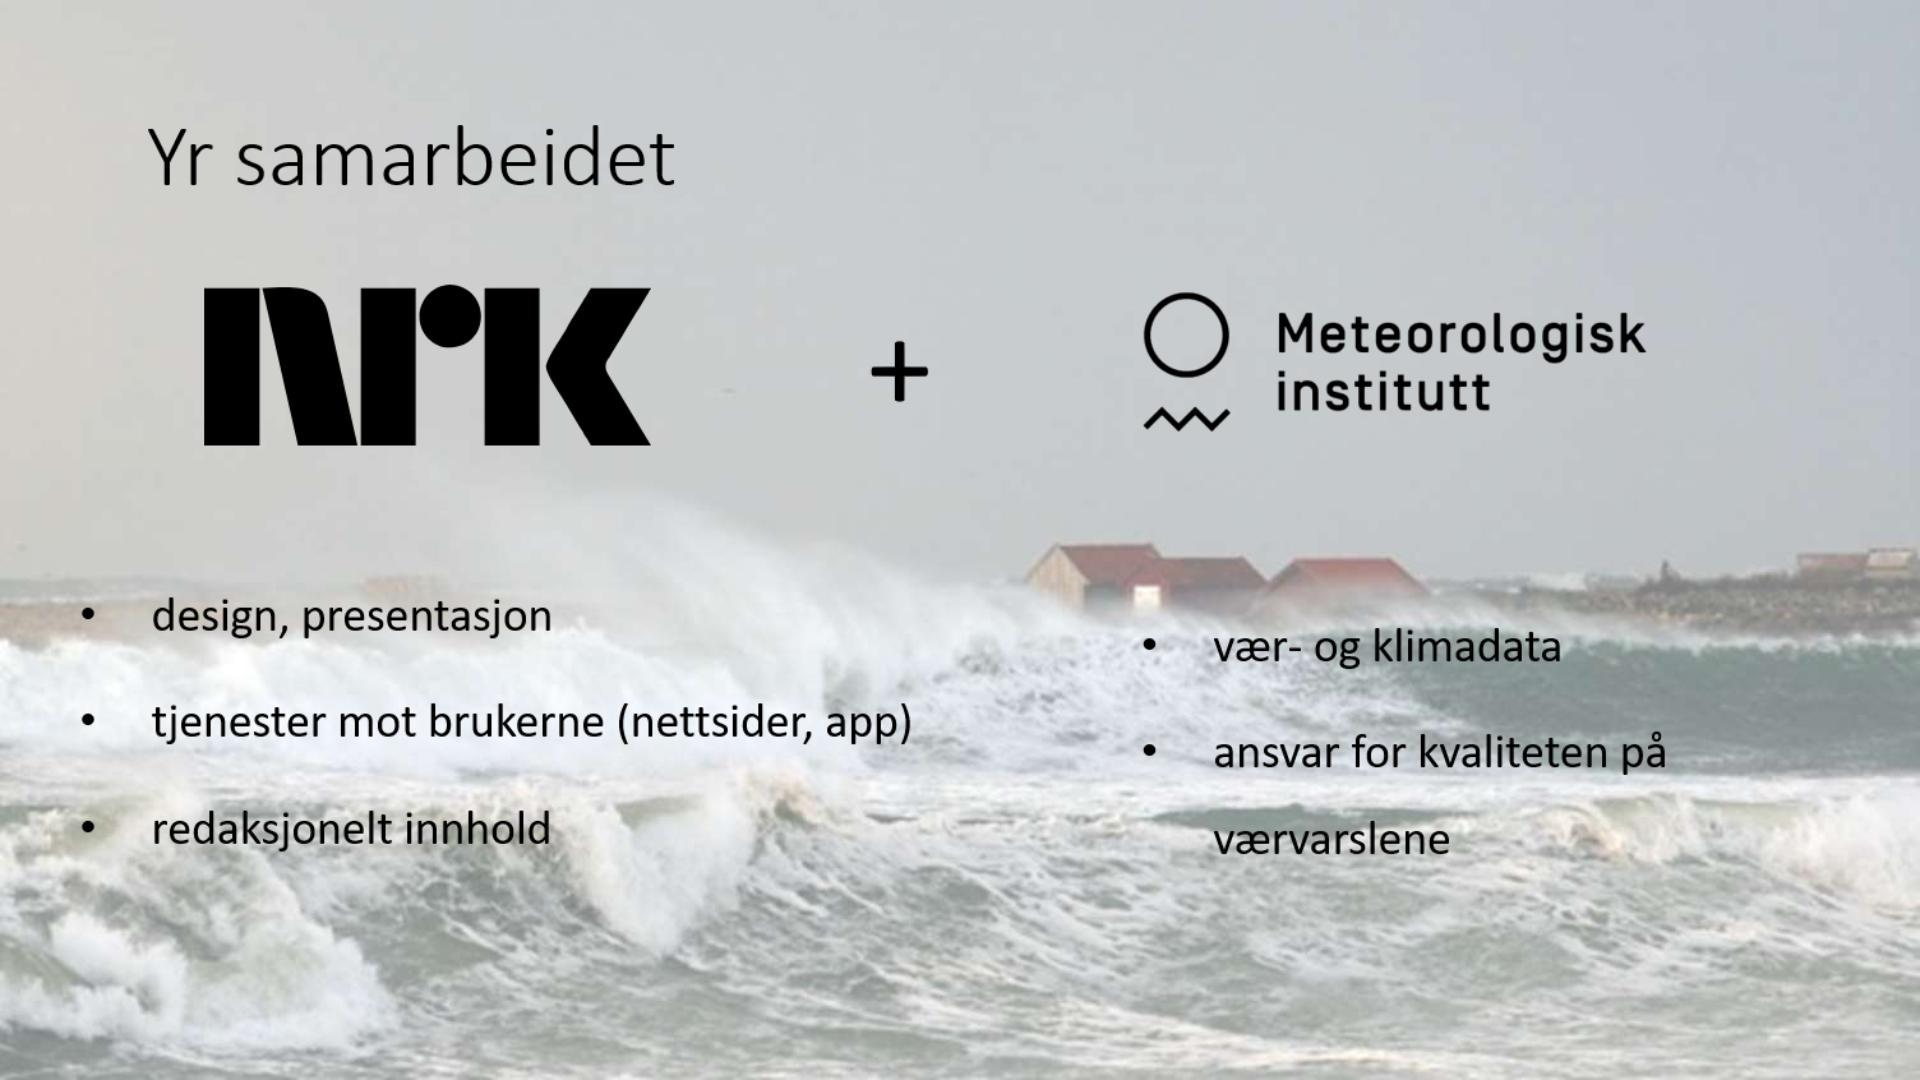 Yr samarbeidet
NRK
+
Meteorologisk
institutt
• design, presentasjon
• tjenester mot brukerne (nettsider, app)
• redaksjonelt innhold
• vær- og klimadata
• ansvar for kvaliteten på
værvarslene